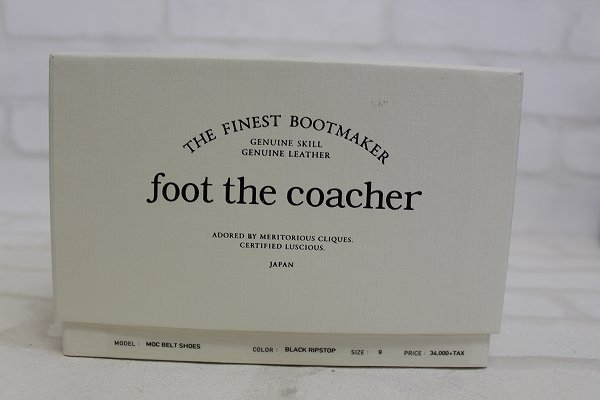 THE FINEST BOOTMAKER
GENUINE SKILL
GENUINE LEATHER
foot the coacher
ADORED BY MERITORIOUS CLIQUES.
CERTIFIED LUSCIOUS.
JAPAN
MODEL : MOC BELT SHOES COLOR : BLACK RIPSTOP SIZE : 9 PRICE : 34,000+TAX